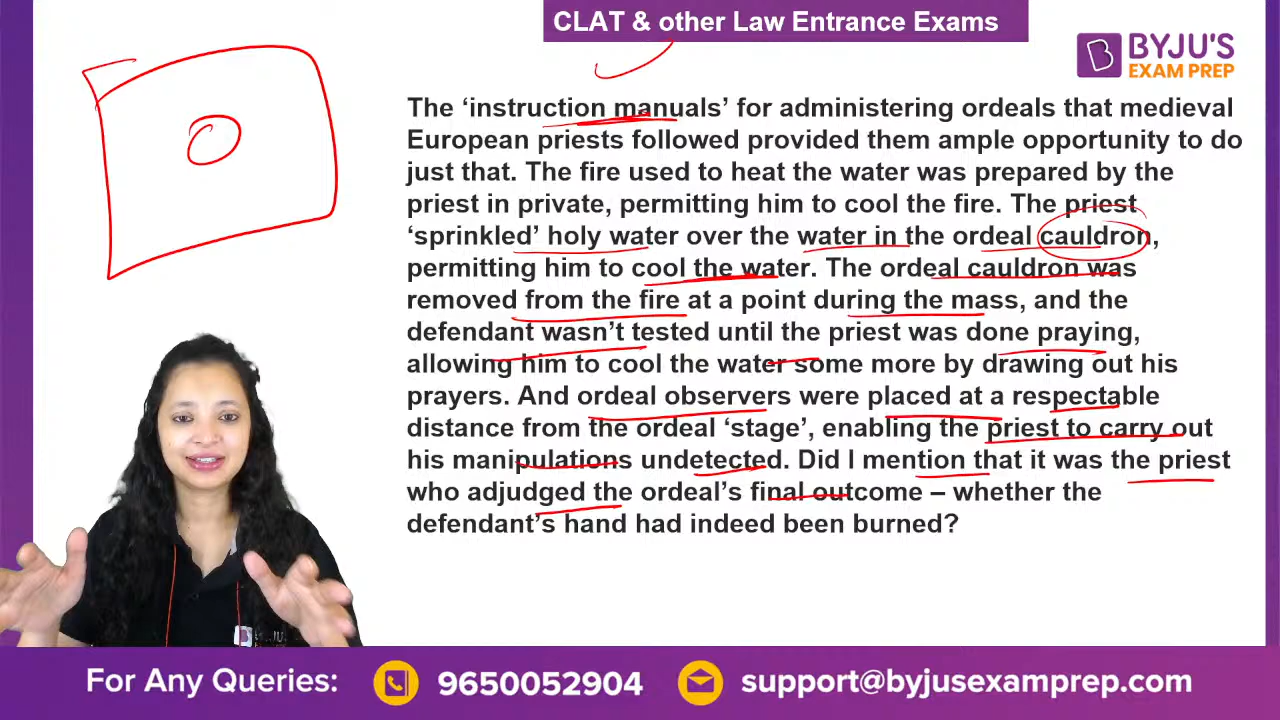 CLAT & other Law Entrance Exams
BYJU'S
EXAM PREP
The ‘instruction manuals’ for administering ordeals that medieval
European priests followed provided them ample opportunity to do
just that. The fire used to heat the water was prepared by the
priest in private, permitting him to cool the fire. The priest
‘sprinkled’ holy water over the water in the ordeal cauldron,
permitting him to cool the water. The ordeal cauldron was
removed from the fire at a point during the mass, and the
defendant wasn’t tested until the priest was done praying,
allowing him to cool the water some more by drawing out his
prayers. And ordeal observers were placed at a respectable
distance from the ordeal ‘stage’, enabling the priest to carry out
his manipulations undetected. Did I mention that it was the priest
who adjudged the ordeal’s final outcome – whether the
defendant’s hand had indeed been burned?
BYJU'S
For Any Queries:
9650052904
support@byjusexamprep.com